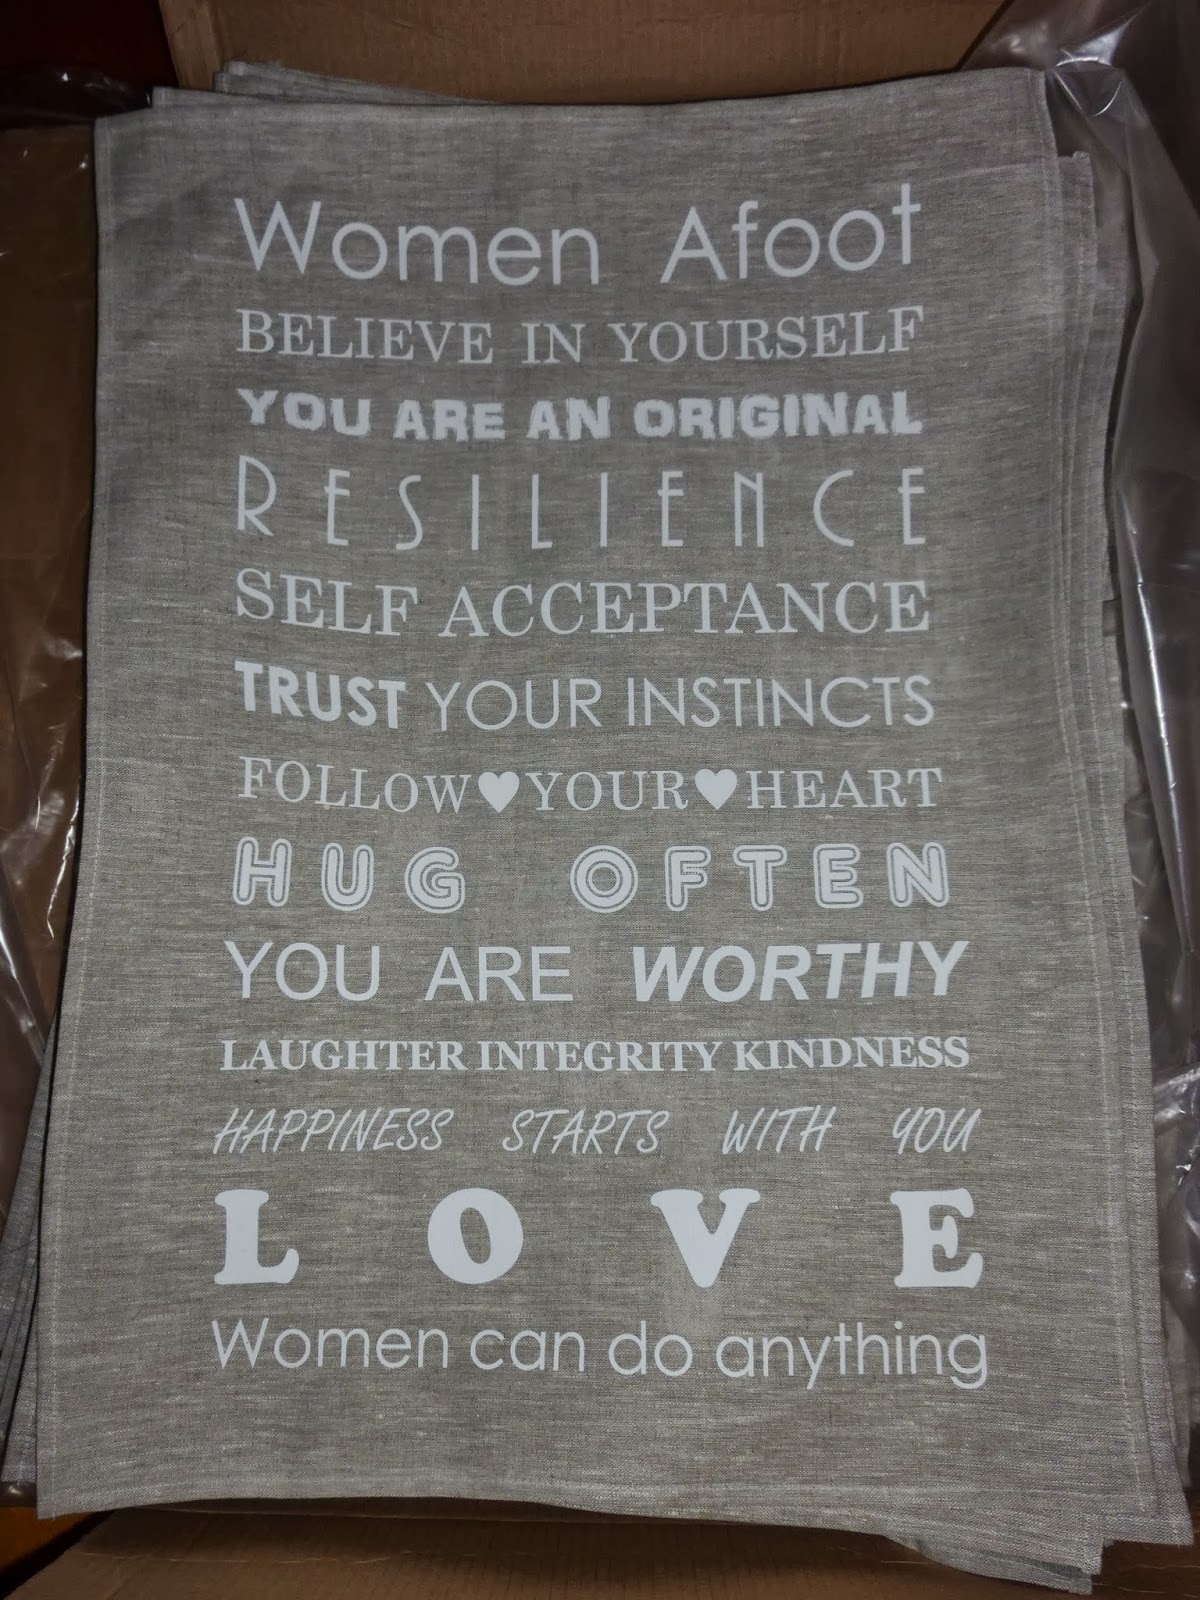 Women Afoot
BELIEVE IN YOURSELF
YOU ARE AN ORIGINAL
RESILIENCE
SELF ACCEPTANCE
TRUST YOUR INSTINCTS
FOLLOW♥YOUR♥HEART
HUG OFTEN
YOU ARE WORTHY
LAUGHTER INTEGRITY KINDNESS
HAPPINESS STARTS WITH YOU
LOVE
Women can do anything